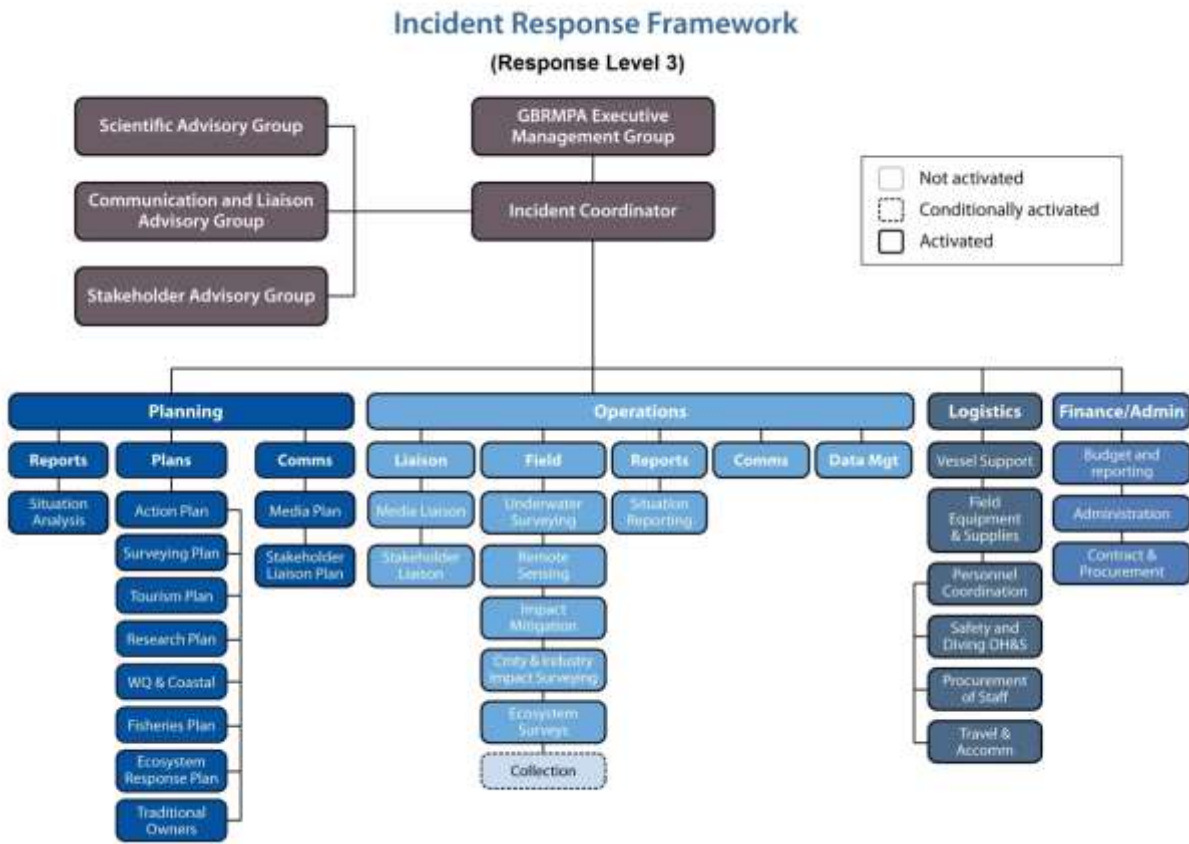 Incident Response Framework
(Response Level 3)
Scientific Advisory Group
GBRMPA Executive
Management Group
Communication and Liaison
Advisory Group
Incident Coordinator
Stakeholder Advisory Group
Not activated
Conditionally activated
Activated
Planning
Operations
Logistics
Finance/Admin
Reports
Plans
Comms
Liaison
Field
Reports
Comms
Data Mgt
Vessel Support
Budget and
reporting
Situation
Analysis
Action Plan
Surveying Plan
Tourism Plan
Research Plan
WQ & Coastal
Fisheries Plan
Ecosystem
Response Plan
Traditional
Owners
Media Plan
Stakeholder
Liaison Plan
Media Liaison
Stakeholder
Liaison
Underwater
Surveying
Remote
Sensing
Impact
Mitigation
Cmty & Industry
Impact Surveying
Ecosystem
Surveys
Collection
Situation
Reporting
Field
Equipment
& Supplies
Personnel
Coordination
Safety and
Diving OH&S
Procurement
of Staff
Travel &
Accomm
Administration
Contract &
Procurement